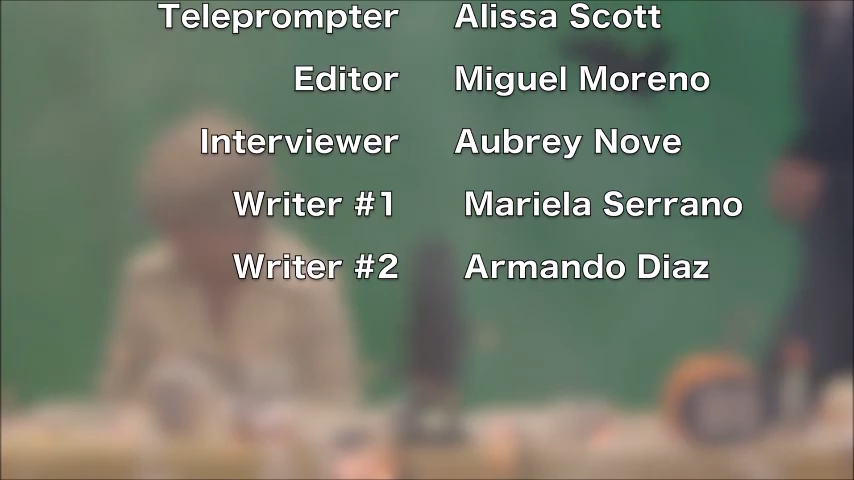 Teleprompter Alissa Scott
Editor Miguel Moreno
Interviewer Aubrey Nove
Writer #1 Mariela Serrano
Writer #2 Armando Diaz